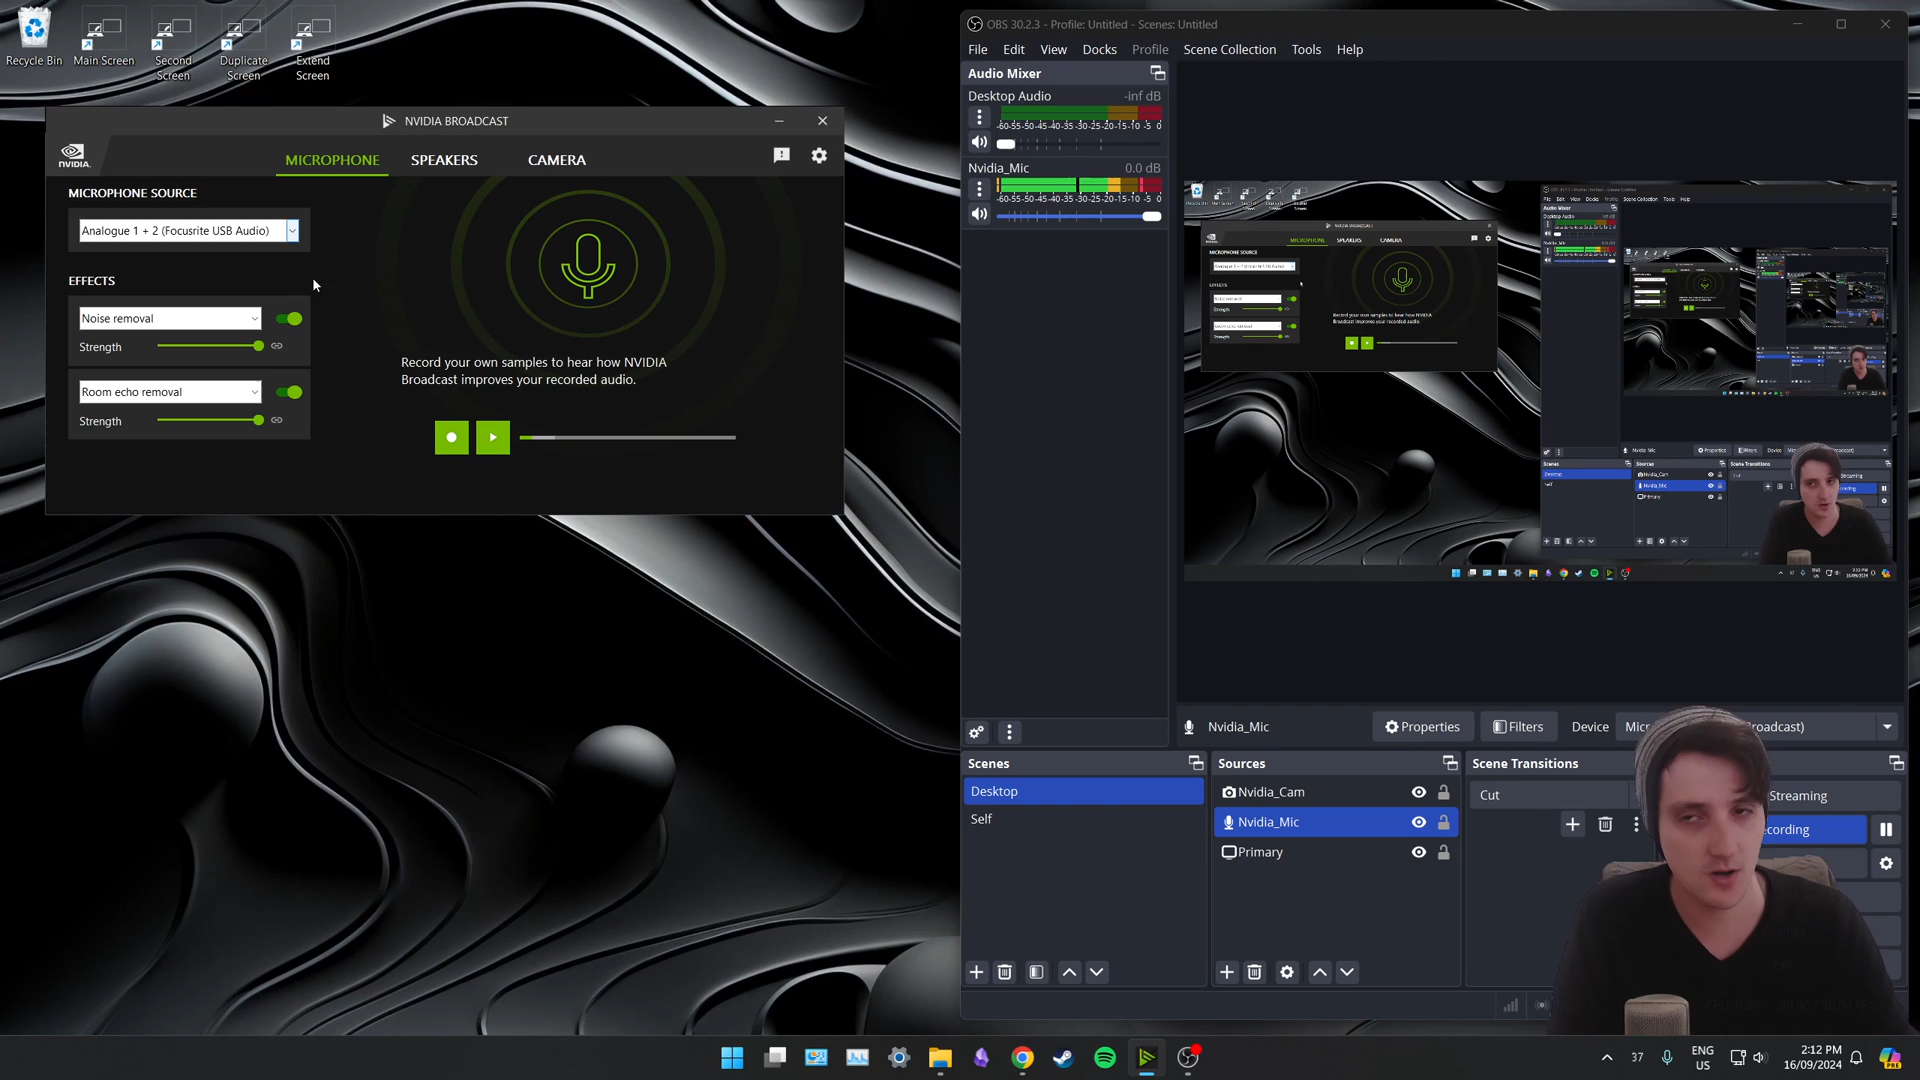 Recycle Bin
Main Screen
Second
Screen
Duplicate
Screen
Extend
Screen
NVIDIA BROADCAST
NVIDIA.
MICROPHONE
SPEAKERS
CAMERA
MICROPHONE SOURCE
Analogue 1 + 2 (Focusrite USB Audio)
EFFECTS
Noise removal
Strength
Room echo removal
Strength
Record your own samples to hear how NVIDIA
Broadcast improves your recorded audio.
OBS 30.2.3 - Profile: Untitled - Scenes: Untitled
File Edit View Docks Profile Scene Collection Tools Help
Audio Mixer
Desktop Audio -inf dB
-60 -55 -50 -45 -40 -35 -30 -25 -20 -15 -10 -5 0
Nvidia_Mic 0.0 dB
-60 -55 -50 -45 -40 -35 -30 -25 -20 -15 -10 -5 0
Nvidia_Mic
Properties
Filters
Device
Scenes
Desktop
Self
Sources
Nvidia_Cam
Nvidia_Mic
Primary
Scene Transitions
Cut
Streaming
37
ENG
US
2:12 PM
16/09/2024
PRE